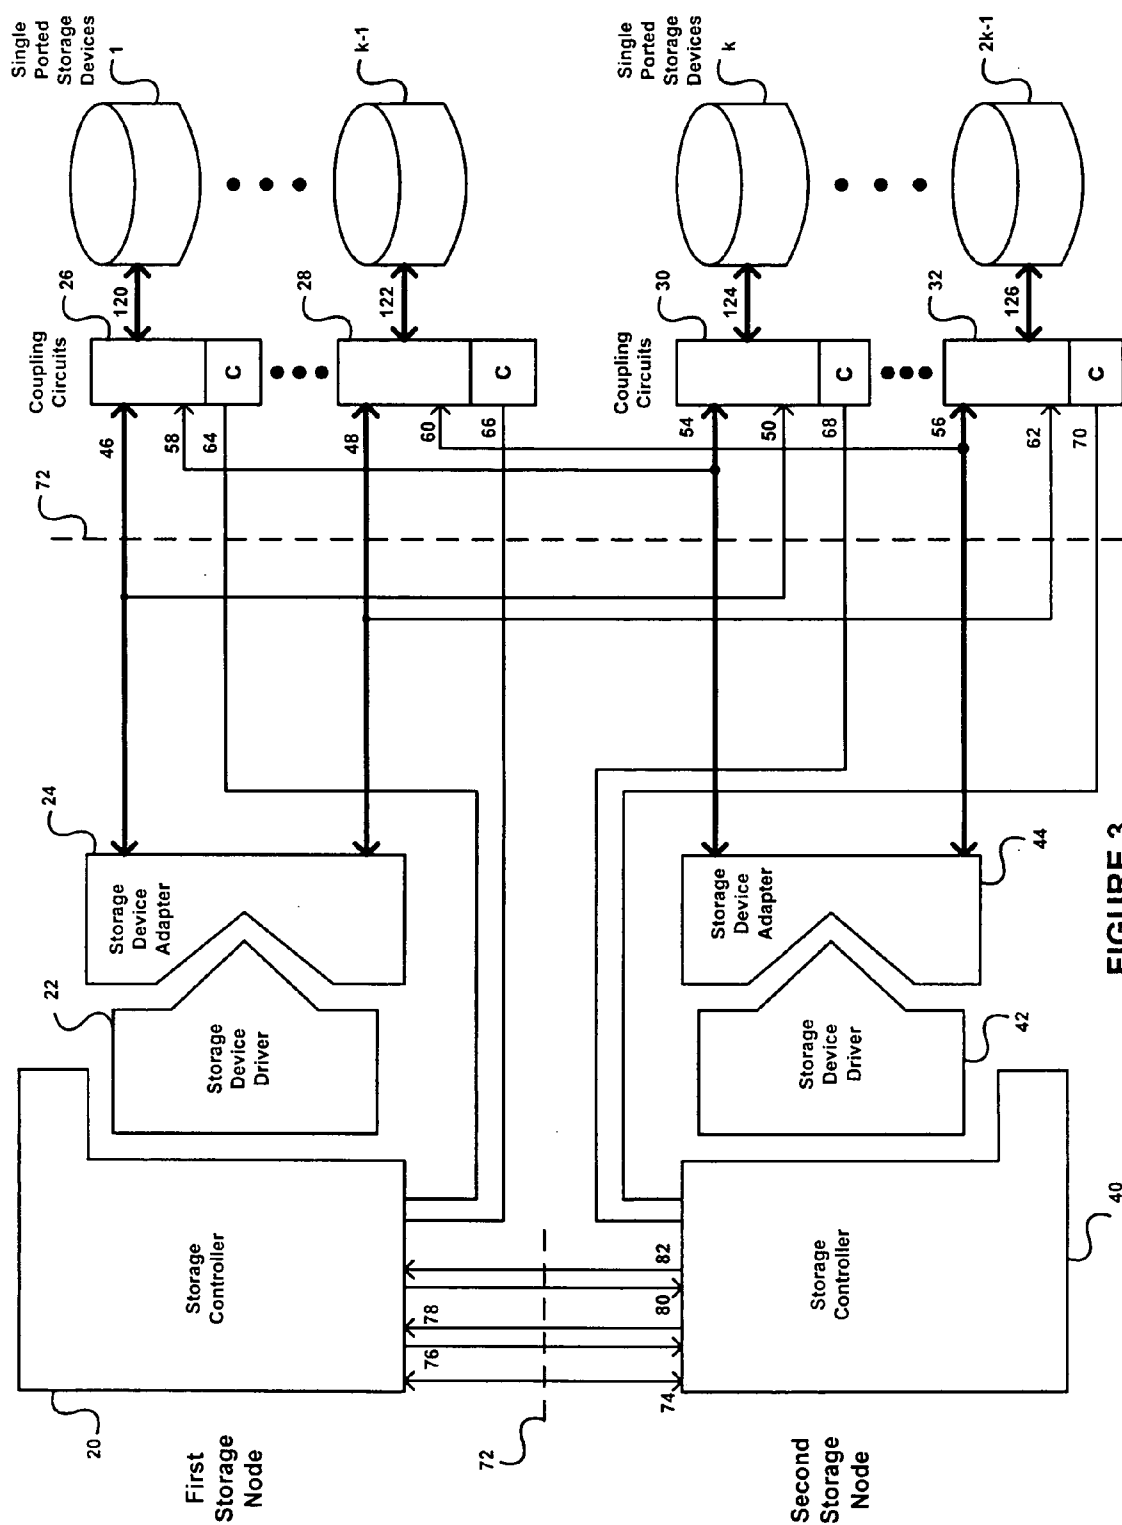 First
Storage
Node
20
Storage
Controller
22
Storage
Device
Driver
24
Storage
Device
Adapter
72
46
58
64
48
60
66
Coupling
Circuits
26
C
28
C
120
122
Single
Ported
Storage
Devices
1
k-1
72
74
76
78
80
82
Second
Storage
Node
40
Storage
Controller
42
Storage
Device
Driver
44
Storage
Device
Adapter
54
50
68
56
62
70
Coupling
Circuits
30
C
32
C
124
126
Single
Ported
Storage
Devices
k
2k-1
FIGURE 3